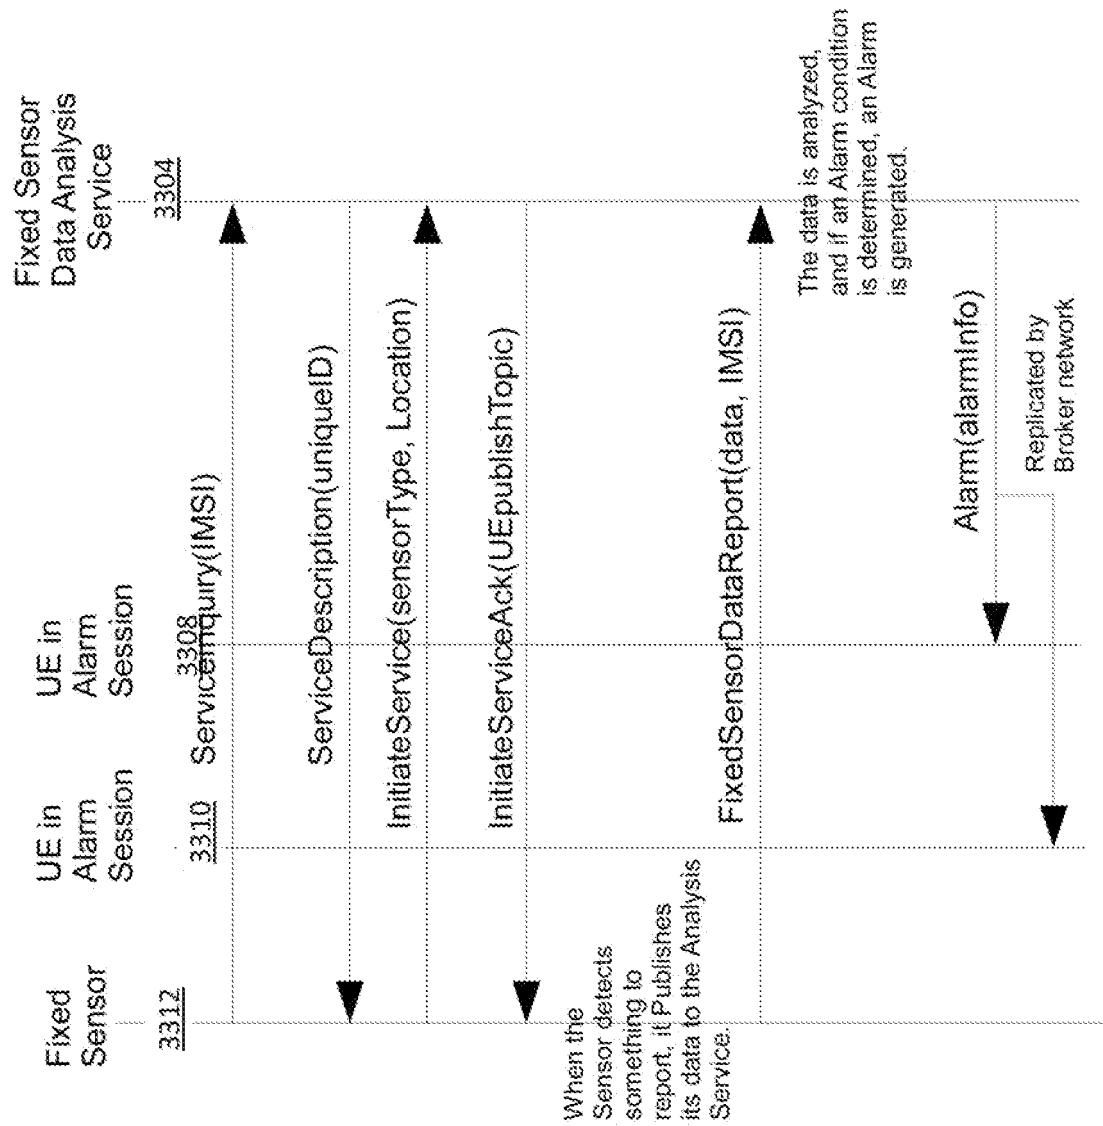 Fixed
Sensor
3312
UE in
Alarm
Session
3310
UE in
Alarm
Session
3308
Fixed Sensor
Data Analysis
Service
3304
ServiceInquiry(IMSI)
ServiceDescription(uniqueID)
InitiateService(sensorType, Location)
InitiateServiceAck(UEpublishTopic)
When the
Sensor detects
something to
report, it Publishes
its data to the Analysis
Service.
FixedSensorDataReport(data, IMSI)
The data is analyzed,
and if an Alarm condition
is determined, an Alarm
is generated.
Alarm(alarmInfo)
Replicated by
Broker network